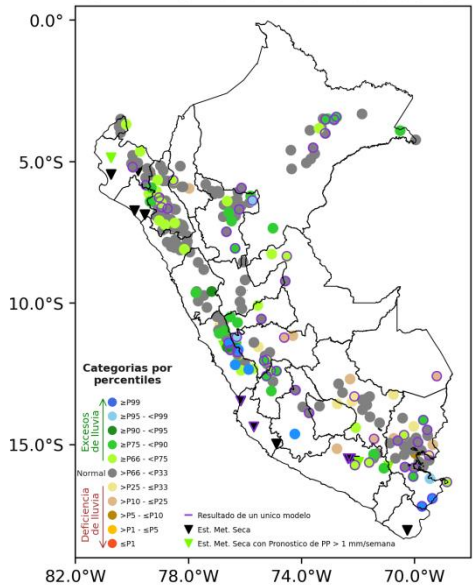 0.0°
5.0°S
10.0°S
15.0°S
82.0°W
78.0°W
74.0°W
70.0°W
Categorias por
percentiles
Excesos
de lluvia
Normal
Deficiencia
de lluvia
≥P99
≥P95 - <P99
≥P90 - <P95
≥P75 - <P90
≥P66 - <P75
>P66 - <P33
>P25 - ≤P33
>P10 - ≤P25
>P5 - ≤P10
>P1 - ≤P5
≤P1
Resultado de un unico modelo
Est. Met. Seca
Est. Met. Seca con Pronostico de PP > 1 mm/semana